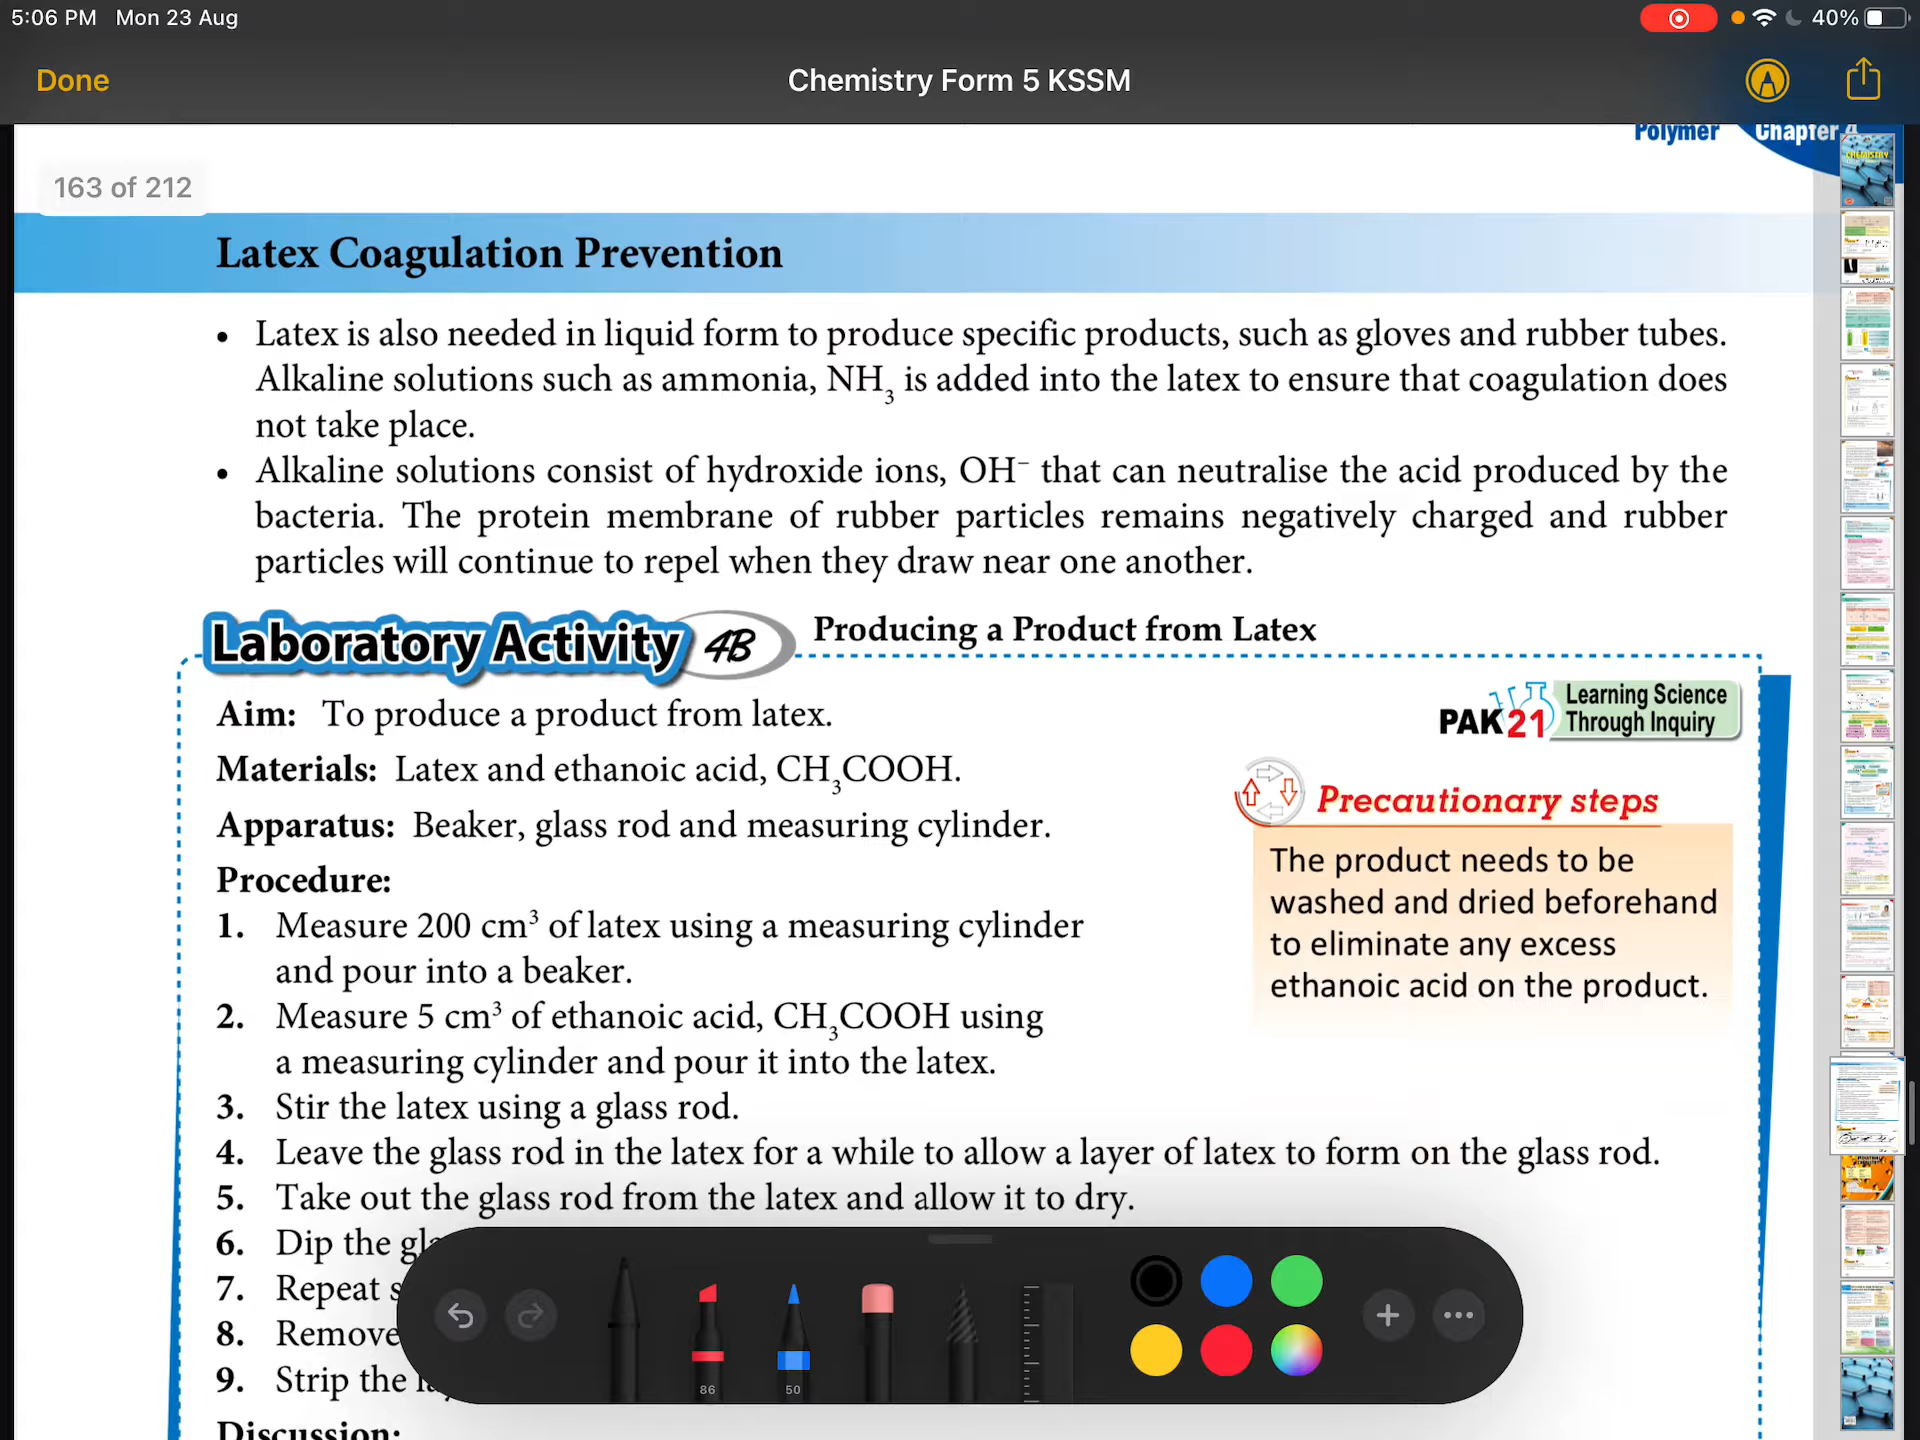 5:06 PM Mon 23 Aug
40%
Done
Chemistry Form 5 KSSM
Polymer Chapter 4
163 of 212
Latex Coagulation Prevention
• Latex is also needed in liquid form to produce specific products, such as gloves and rubber tubes.
Alkaline solutions such as ammonia, NH₃ is added into the latex to ensure that coagulation does
not take place.
• Alkaline solutions consist of hydroxide ions, OH⁻ that can neutralise the acid produced by the
bacteria. The protein membrane of rubber particles remains negatively charged and rubber
particles will continue to repel when they draw near one another.
Laboratory Activity 4B Producing a Product from Latex
PAK21 Learning Science
Through Inquiry
Aim: To produce a product from latex.
Materials: Latex and ethanoic acid, CH₃COOH.
Apparatus: Beaker, glass rod and measuring cylinder.
Precautionary steps
The product needs to be
washed and dried beforehand
to eliminate any excess
ethanoic acid on the product.
Procedure:
1. Measure 200 cm³ of latex using a measuring cylinder
and pour into a beaker.
2. Measure 5 cm³ of ethanoic acid, CH₃COOH using
a measuring cylinder and pour it into the latex.
3. Stir the latex using a glass rod.
4. Leave the glass rod in the latex for a while to allow a layer of latex to form on the glass rod.
5. Take out the glass rod from the latex and allow it to dry.
6. Dip the
7. Repeat
8. Remove
9. Strip the
Discussion:
86
50
CHEMISTRY